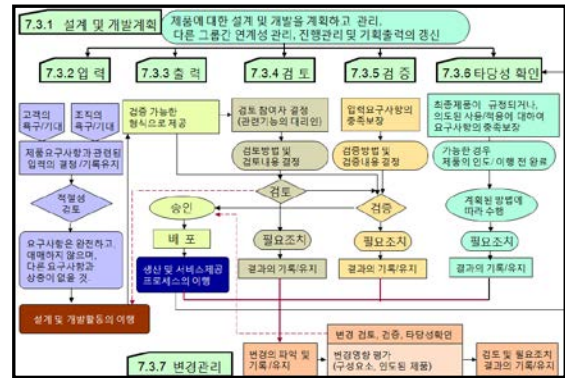 7.3.1 설계 및 개발계획
제품에 대한 설계 및 개발을 계획하고 관리,
다른 그룹간 연계성 관리, 진행관리 및 기획출력의 갱신
7.3.2 입 력
7.3.3 출 력
7.3.4 검 토
7.3.5 검 증
7.3.6 타당성 확인
고객의
욕구/기대
조직의
욕구/기대
제품요구사항과 관련된
입력의 결정 /기록유지
적절성
검토
요구사항은 완전하고,
애매하지 않으며,
다른 요구사항과
상충이 없을 것.
설계 및 개발활동의 이행
검증 가능한
형식으로 제공
승인
배 포
생산 및 서비스제공
프로세스의 이행
검토 참여자 결정
(관련기능의 대리인)
검토방법 및
검토내용 결정
검토
필요조치
결과의 기록/유지
입력요구사항의
충족보장
검증방법 및
검증내용 결정
검증
필요조치
결과의 기록/유지
최종제품이 규정되거나,
의도된 사용/적용에 대하여
요구사항의 충족보장
가능한 경우
제품의 인도/ 이행 전 완료
계획된 방법에
따라 수행
필요조치
결과의 기록/유지
7.3.7 변경관리
변경의 파악 및
기록/유지
변경 검토, 검증, 타당성확인
변경영향 평가
(구성요소, 인도된 제품)
검토 및 필요조치
결과의 기록/유지